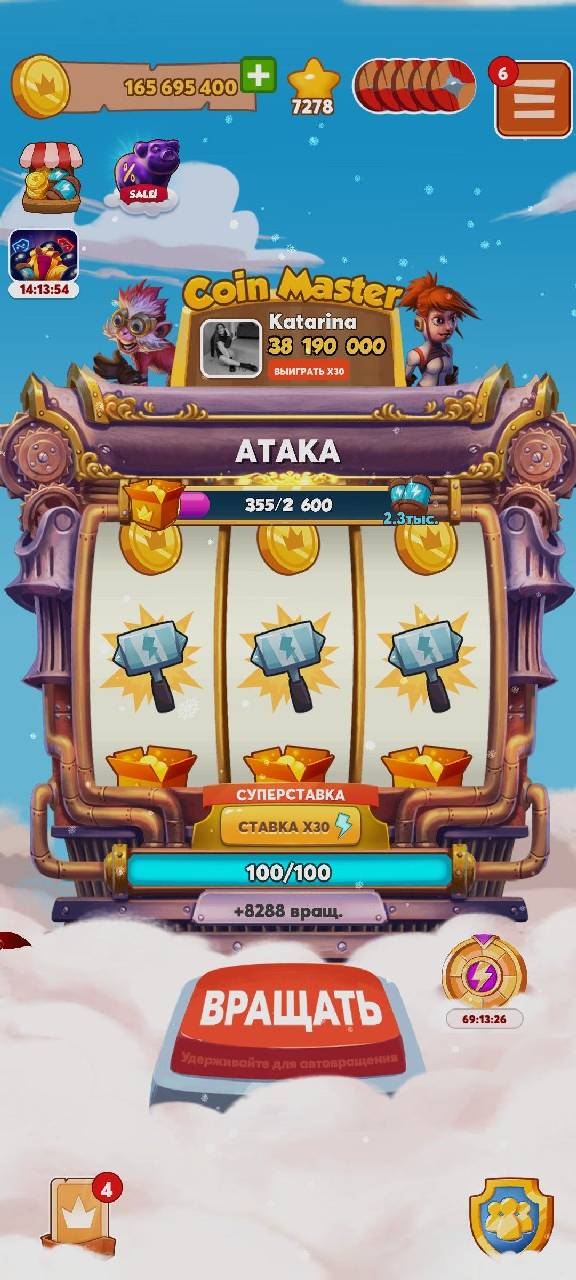 165 695 400
7278
6
SALE!
14:13:54
Coin Master
Katarina
38 190 000
ВЫИГРАТЬ X30
АТАКА
355/2 600
2.3тыс.
СУПЕРСТАВКА
СТАВКА X30
100/100
+8288 вращ.
ВРАЩАТЬ
Удерживайте для автовращения
69:13:26
4